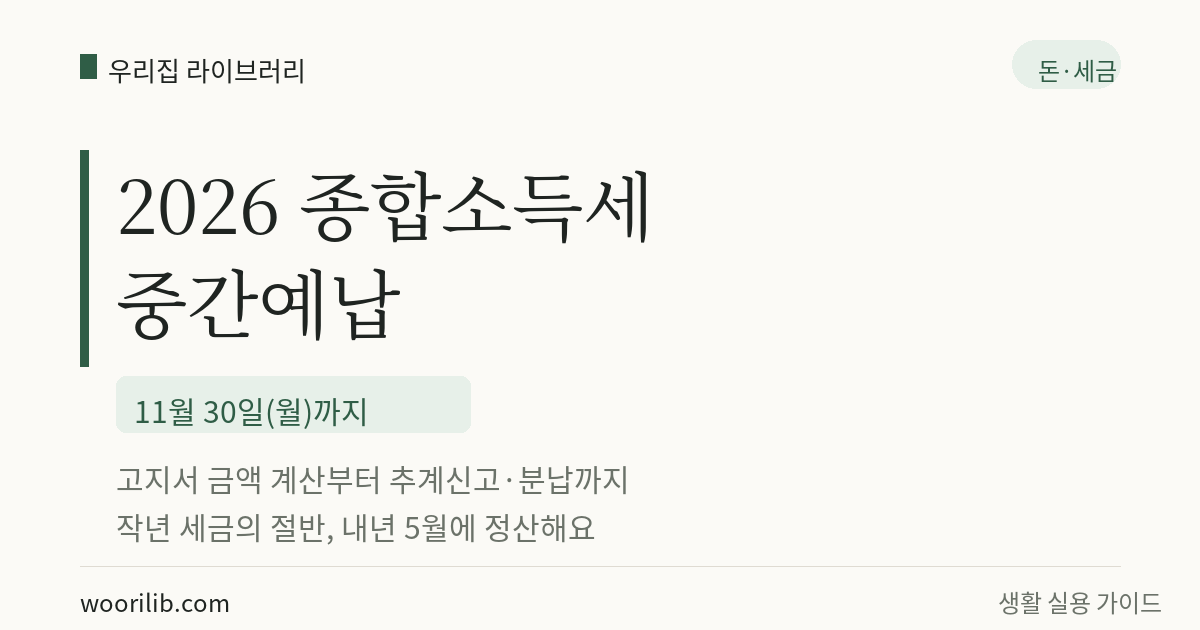 우리집 라이브러리
돈·세금
2026 종합소득세
중간예납
11월 30일(월)까지
고지서 금액 계산부터 추계신고·분납까지
작년 세금의 절반, 내년 5월에 정산해요
woorilib.com
생활 실용 가이드